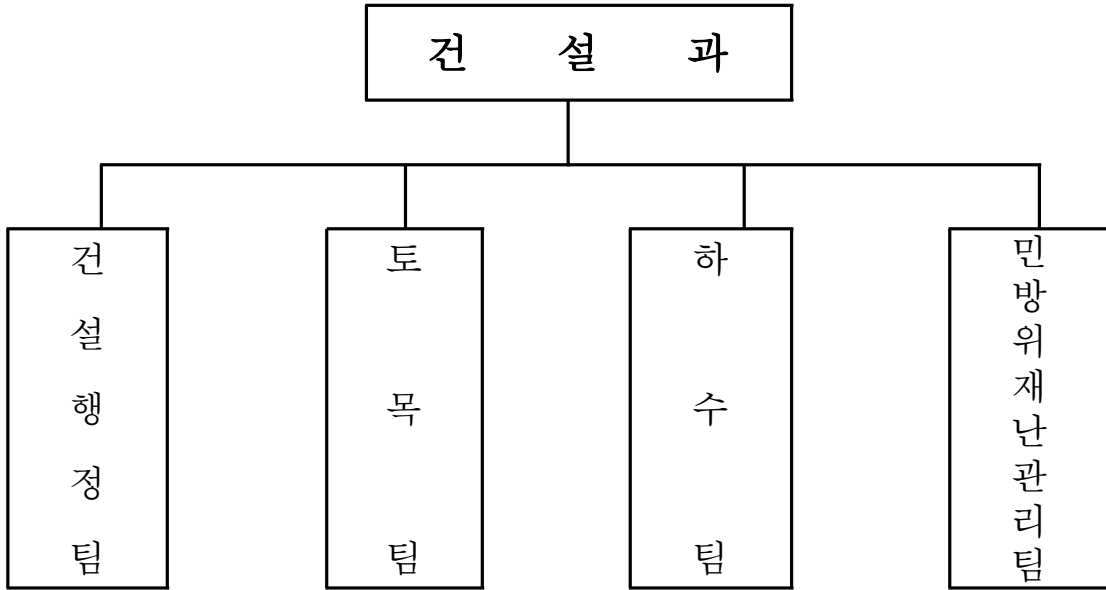 건 설 과
건설행정팀
토목팀
하수팀
민방위재난관리팀